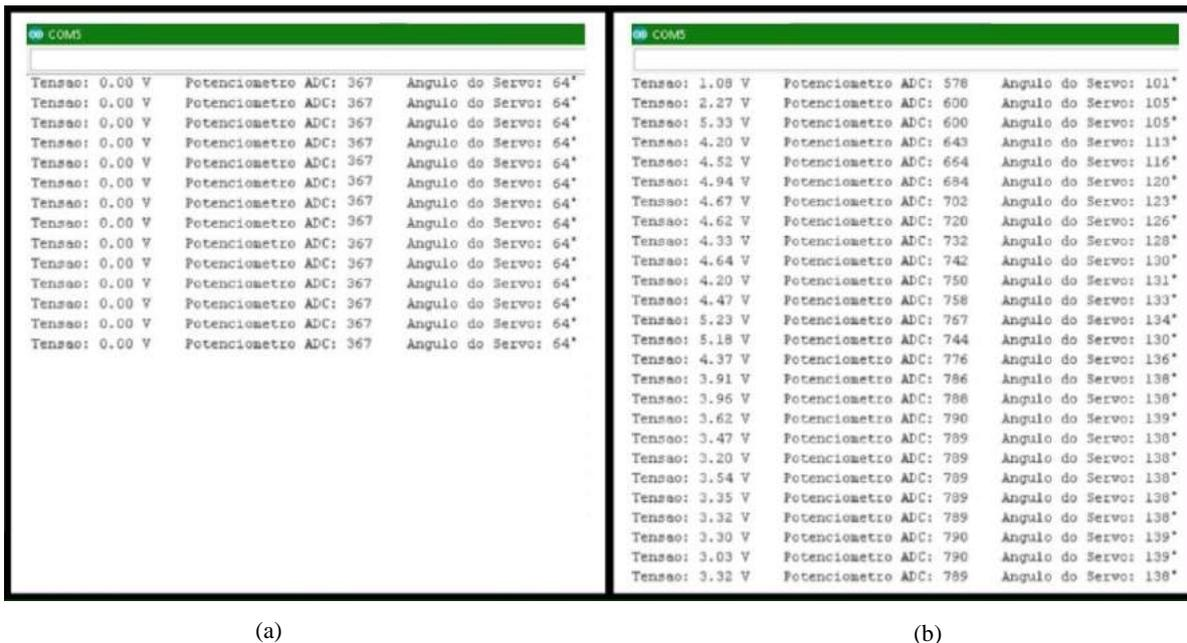 COM5
Tensao: 0.00 V Potenciometro ADC: 367 Angulo do Servo: 64°
Tensao: 0.00 V Potenciometro ADC: 367 Angulo do Servo: 64°
Tensao: 0.00 V Potenciometro ADC: 367 Angulo do Servo: 64°
Tensao: 0.00 V Potenciometro ADC: 367 Angulo do Servo: 64°
Tensao: 0.00 V Potenciometro ADC: 367 Angulo do Servo: 64°
Tensao: 0.00 V Potenciometro ADC: 367 Angulo do Servo: 64°
Tensao: 0.00 V Potenciometro ADC: 367 Angulo do Servo: 64°
Tensao: 0.00 V Potenciometro ADC: 367 Angulo do Servo: 64°
Tensao: 0.00 V Potenciometro ADC: 367 Angulo do Servo: 64°
Tensao: 0.00 V Potenciometro ADC: 367 Angulo do Servo: 64°
Tensao: 0.00 V Potenciometro ADC: 367 Angulo do Servo: 64°
Tensao: 0.00 V Potenciometro ADC: 367 Angulo do Servo: 64°
Tensao: 0.00 V Potenciometro ADC: 367 Angulo do Servo: 64°
Tensao: 0.00 V Potenciometro ADC: 367 Angulo do Servo: 64°
(a)
COM5
Tensao: 1.08 V Potenciometro ADC: 578 Angulo do Servo: 101°
Tensao: 2.27 V Potenciometro ADC: 600 Angulo do Servo: 105°
Tensao: 5.33 V Potenciometro ADC: 600 Angulo do Servo: 105°
Tensao: 4.20 V Potenciometro ADC: 643 Angulo do Servo: 113°
Tensao: 4.52 V Potenciometro ADC: 664 Angulo do Servo: 116°
Tensao: 4.94 V Potenciometro ADC: 684 Angulo do Servo: 120°
Tensao: 4.67 V Potenciometro ADC: 702 Angulo do Servo: 123°
Tensao: 4.62 V Potenciometro ADC: 720 Angulo do Servo: 126°
Tensao: 4.33 V Potenciometro ADC: 732 Angulo do Servo: 128°
Tensao: 4.64 V Potenciometro ADC: 742 Angulo do Servo: 130°
Tensao: 4.20 V Potenciometro ADC: 750 Angulo do Servo: 131°
Tensao: 4.47 V Potenciometro ADC: 758 Angulo do Servo: 133°
Tensao: 5.23 V Potenciometro ADC: 767 Angulo do Servo: 134°
Tensao: 5.18 V Potenciometro ADC: 744 Angulo do Servo: 130°
Tensao: 4.37 V Potenciometro ADC: 776 Angulo do Servo: 136°
Tensao: 3.91 V Potenciometro ADC: 786 Angulo do Servo: 138°
Tensao: 3.96 V Potenciometro ADC: 788 Angulo do Servo: 138°
Tensao: 3.62 V Potenciometro ADC: 790 Angulo do Servo: 139°
Tensao: 3.47 V Potenciometro ADC: 789 Angulo do Servo: 138°
Tensao: 3.20 V Potenciometro ADC: 789 Angulo do Servo: 138°
Tensao: 3.54 V Potenciometro ADC: 789 Angulo do Servo: 138°
Tensao: 3.35 V Potenciometro ADC: 789 Angulo do Servo: 138°
Tensao: 3.32 V Potenciometro ADC: 789 Angulo do Servo: 138°
Tensao: 3.30 V Potenciometro ADC: 790 Angulo do Servo: 139°
Tensao: 3.03 V Potenciometro ADC: 790 Angulo do Servo: 139°
Tensao: 3.32 V Potenciometro ADC: 789 Angulo do Servo: 138°
(b)